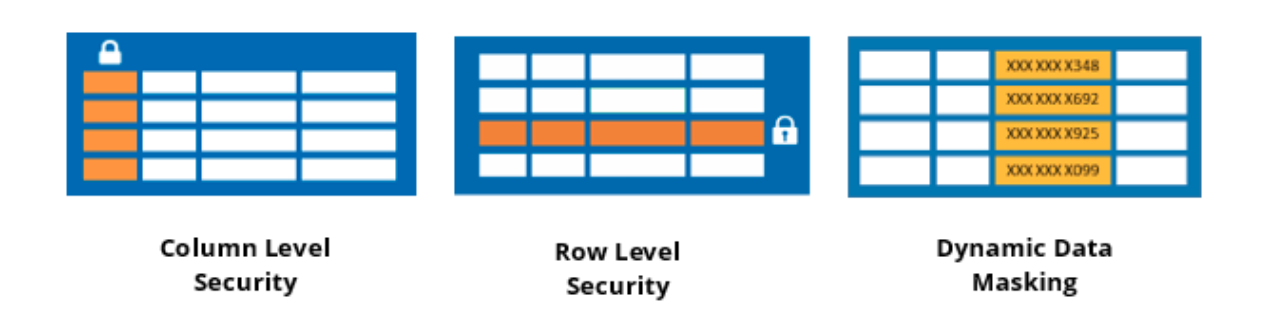 XXX XXX X348
XXX XXX X692
XXX XXX X925
XXX XXX X099
Column Level
Security
Row Level
Security
Dynamic Data
Masking